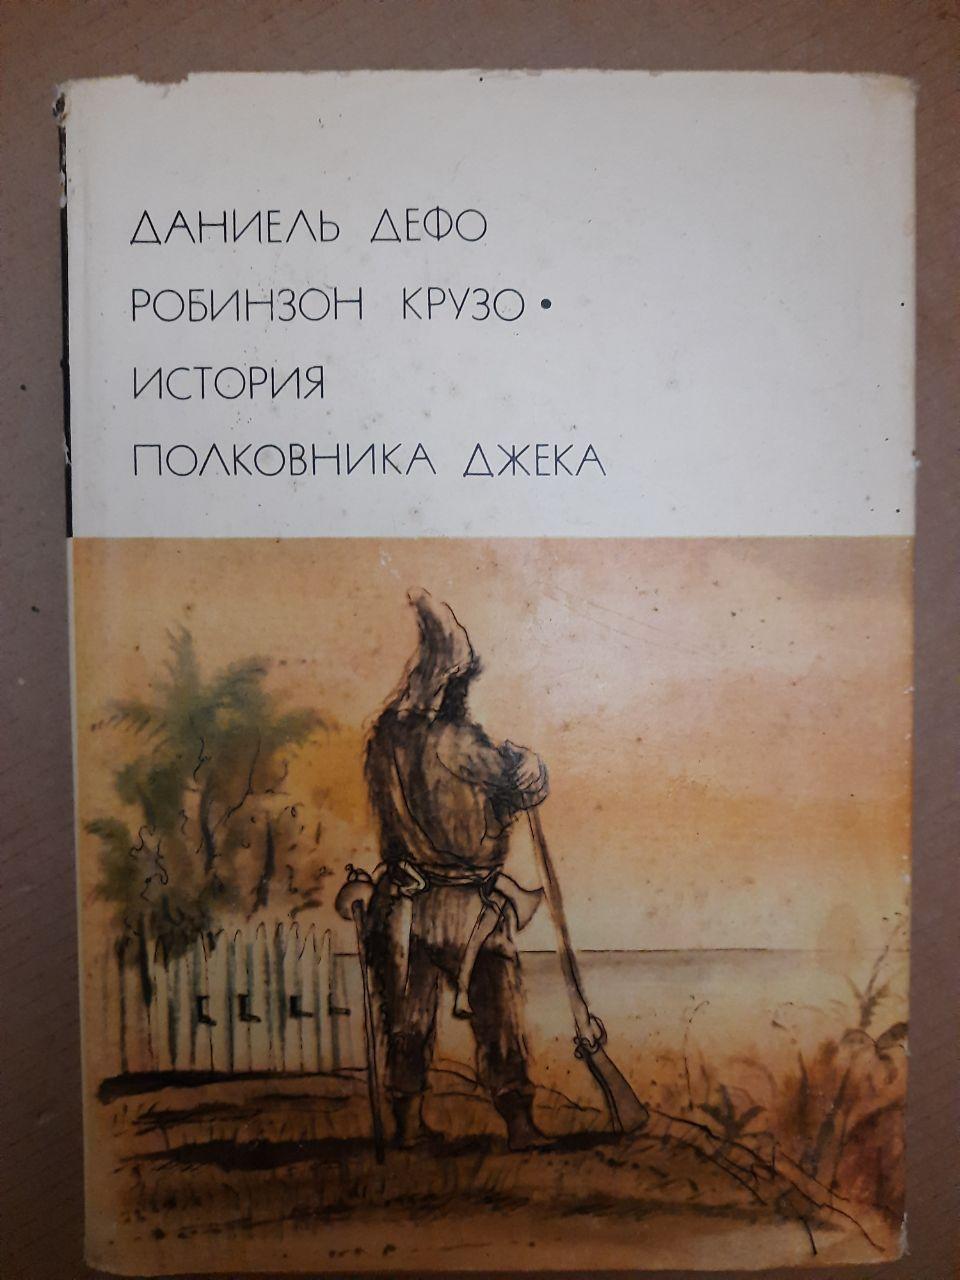 ДАНИЕЛЬ ДЕФО
РОБИНЗОН КРУЗО •
ИСТОРИЯ
ПОЛКОВНИКА ДЖЕКА